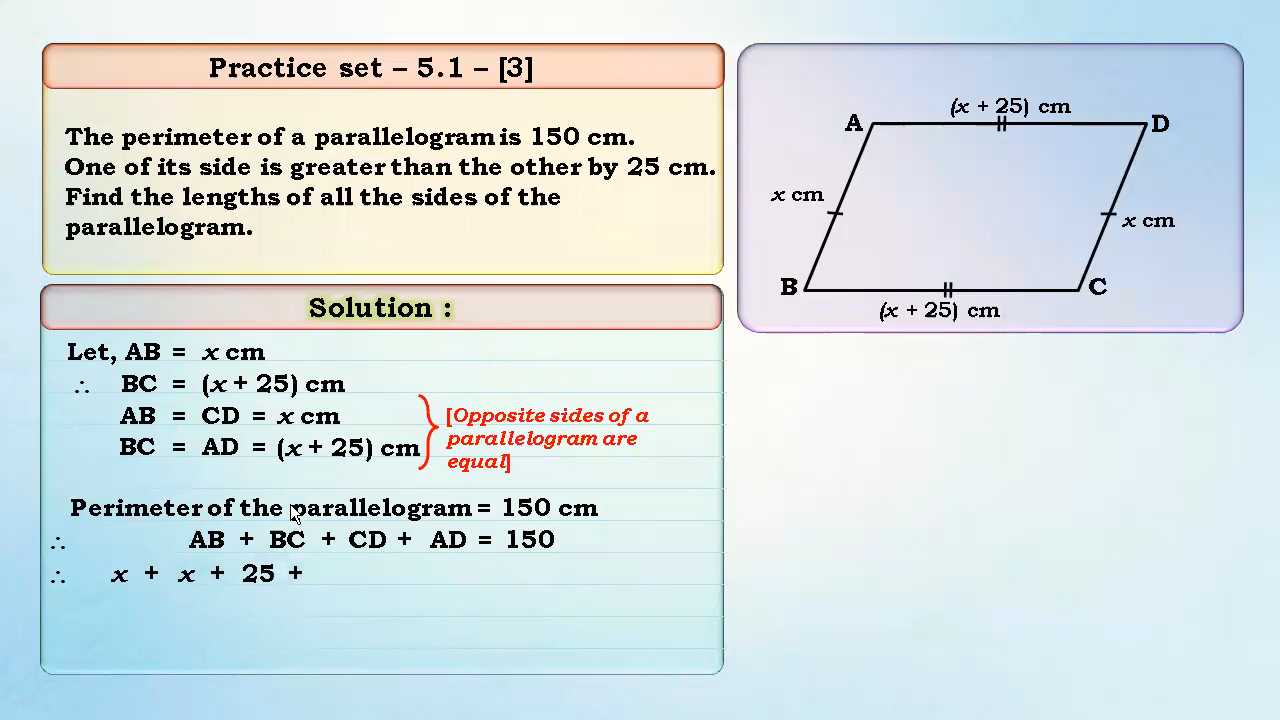 Practice set – 5.1 – [3]
The perimeter of a parallelogram is 150 cm.
One of its side is greater than the other by 25 cm.
Find the lengths of all the sides of the
parallelogram.
Solution :
Let, AB = x cm
∴ BC = (x + 25) cm
AB = CD = x cm
BC = AD = (x + 25) cm
[Opposite sides of a
parallelogram are
equal]
Perimeter of the parallelogram = 150 cm
∴ AB + BC + CD + AD = 150
∴ x + x + 25 +
(x + 25) cm
A
D
x cm
x cm
B
C
(x + 25) cm